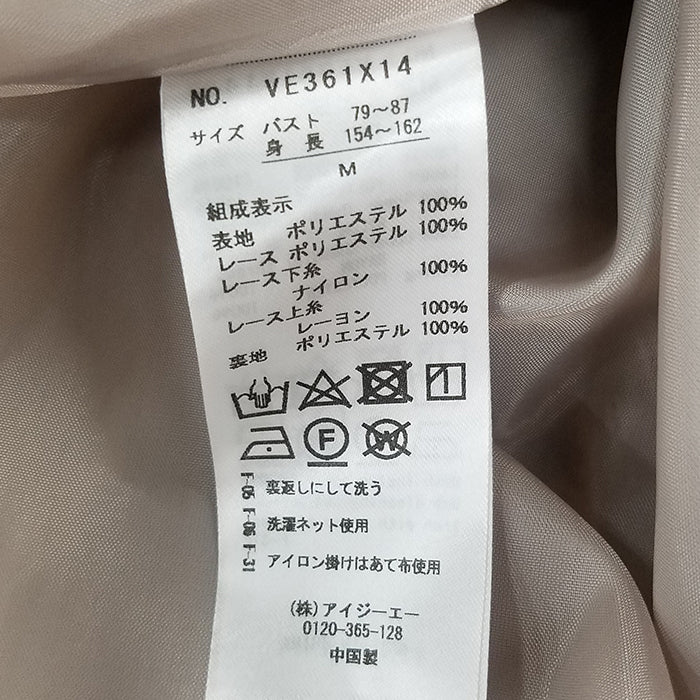 NO. VE361X14
サイズ バスト 79～87
身 長 154～162
M
組成表示
表地 ポリエステル 100%
レース ポリエステル 100%
レース下糸
ナイロン 100%
レース上糸
レーヨン 100%
裏地 ポリエステル 100%
F
W
F-05 裏返しにして洗う
F-06 洗濯ネット使用
F-31 アイロン掛けはあて布使用
(株)アイジーエー
0120-365-128
中国製